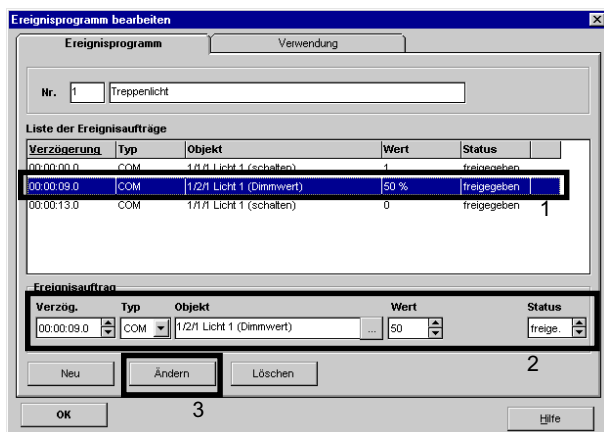 Ereignisprogramm bearbeiten
Ereignisprogramm Verwendung
Nr. 1 Treppenlicht
Liste der Ereignisaufträge
Verzögerung Typ Objekt Wert Status
00:00:00.0 COM 1/1/1 Licht 1 (schalten) 1 freigegeben
00:00:09.0 COM 1/2/1 Licht 1 (Dimmwert) 50 % freigegeben
00:00:13.0 COM 1/1/1 Licht 1 (schalten) 0 freigegeben
1
Ereignisauftrag
Verzög. Typ Objekt Wert Status
00:00:09.0 COM 1/2/1 Licht 1 (Dimmwert) ... 50 freige.
2
Neu Ändern Löschen
3
OK Hilfe